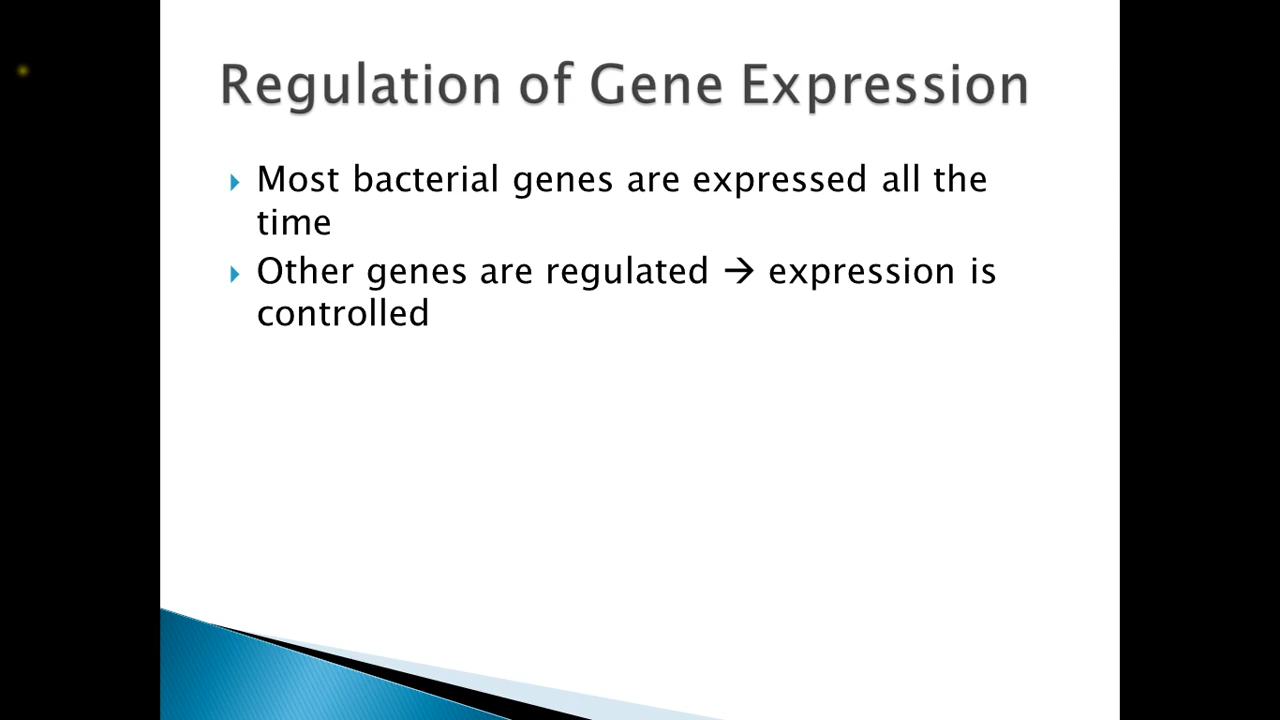 Regulation of Gene Expression
Most bacterial genes are expressed all the
time
Other genes are regulated → expression is
controlled